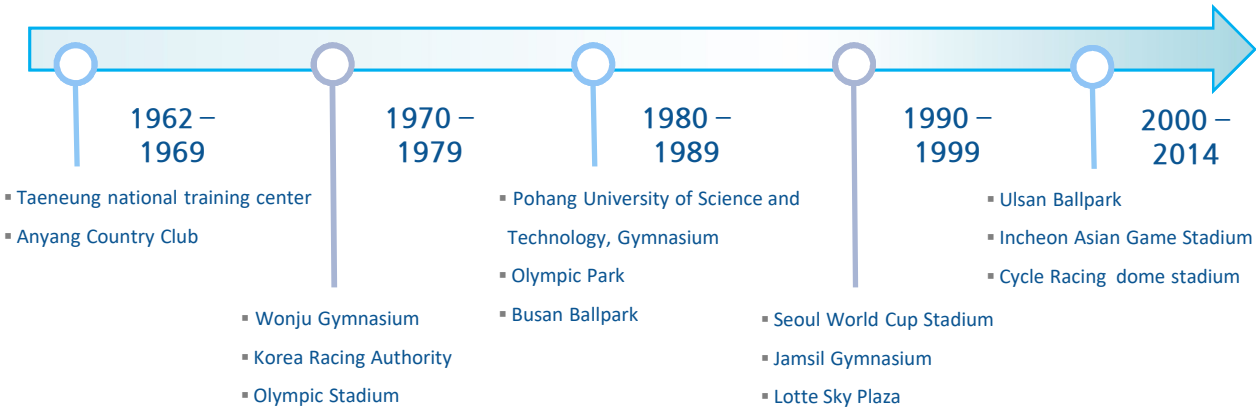 1962 –
1969
▪ Taeneung national training center
▪ Anyang Country Club
1970 –
1979
▪ Wonju Gymnasium
▪ Korea Racing Authority
▪ Olympic Stadium
1980 –
1989
▪ Pohang University of Science and
Technology, Gymnasium
▪ Olympic Park
▪ Busan Ballpark
1990 –
1999
▪ Seoul World Cup Stadium
▪ Jamsil Gymnasium
▪ Lotte Sky Plaza
2000 –
2014
▪ Ulsan Ballpark
▪ Incheon Asian Game Stadium
▪ Cycle Racing dome stadium